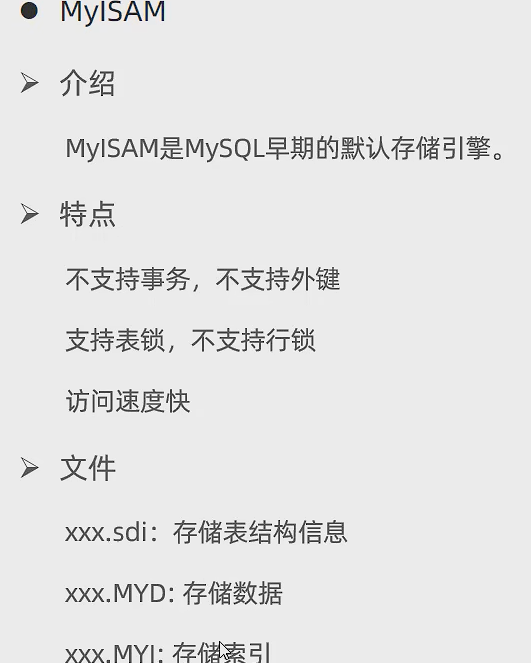 ● MyISAM
➢ 介绍
MyISAM是MySQL早期的默认存储引擎。
➢ 特点
不支持事务，不支持外键
支持表锁，不支持行锁
访问速度快
➢ 文件
xxx.sdi：存储表结构信息
xxx.MYD: 存储数据
xxx.MYI: 存储索引